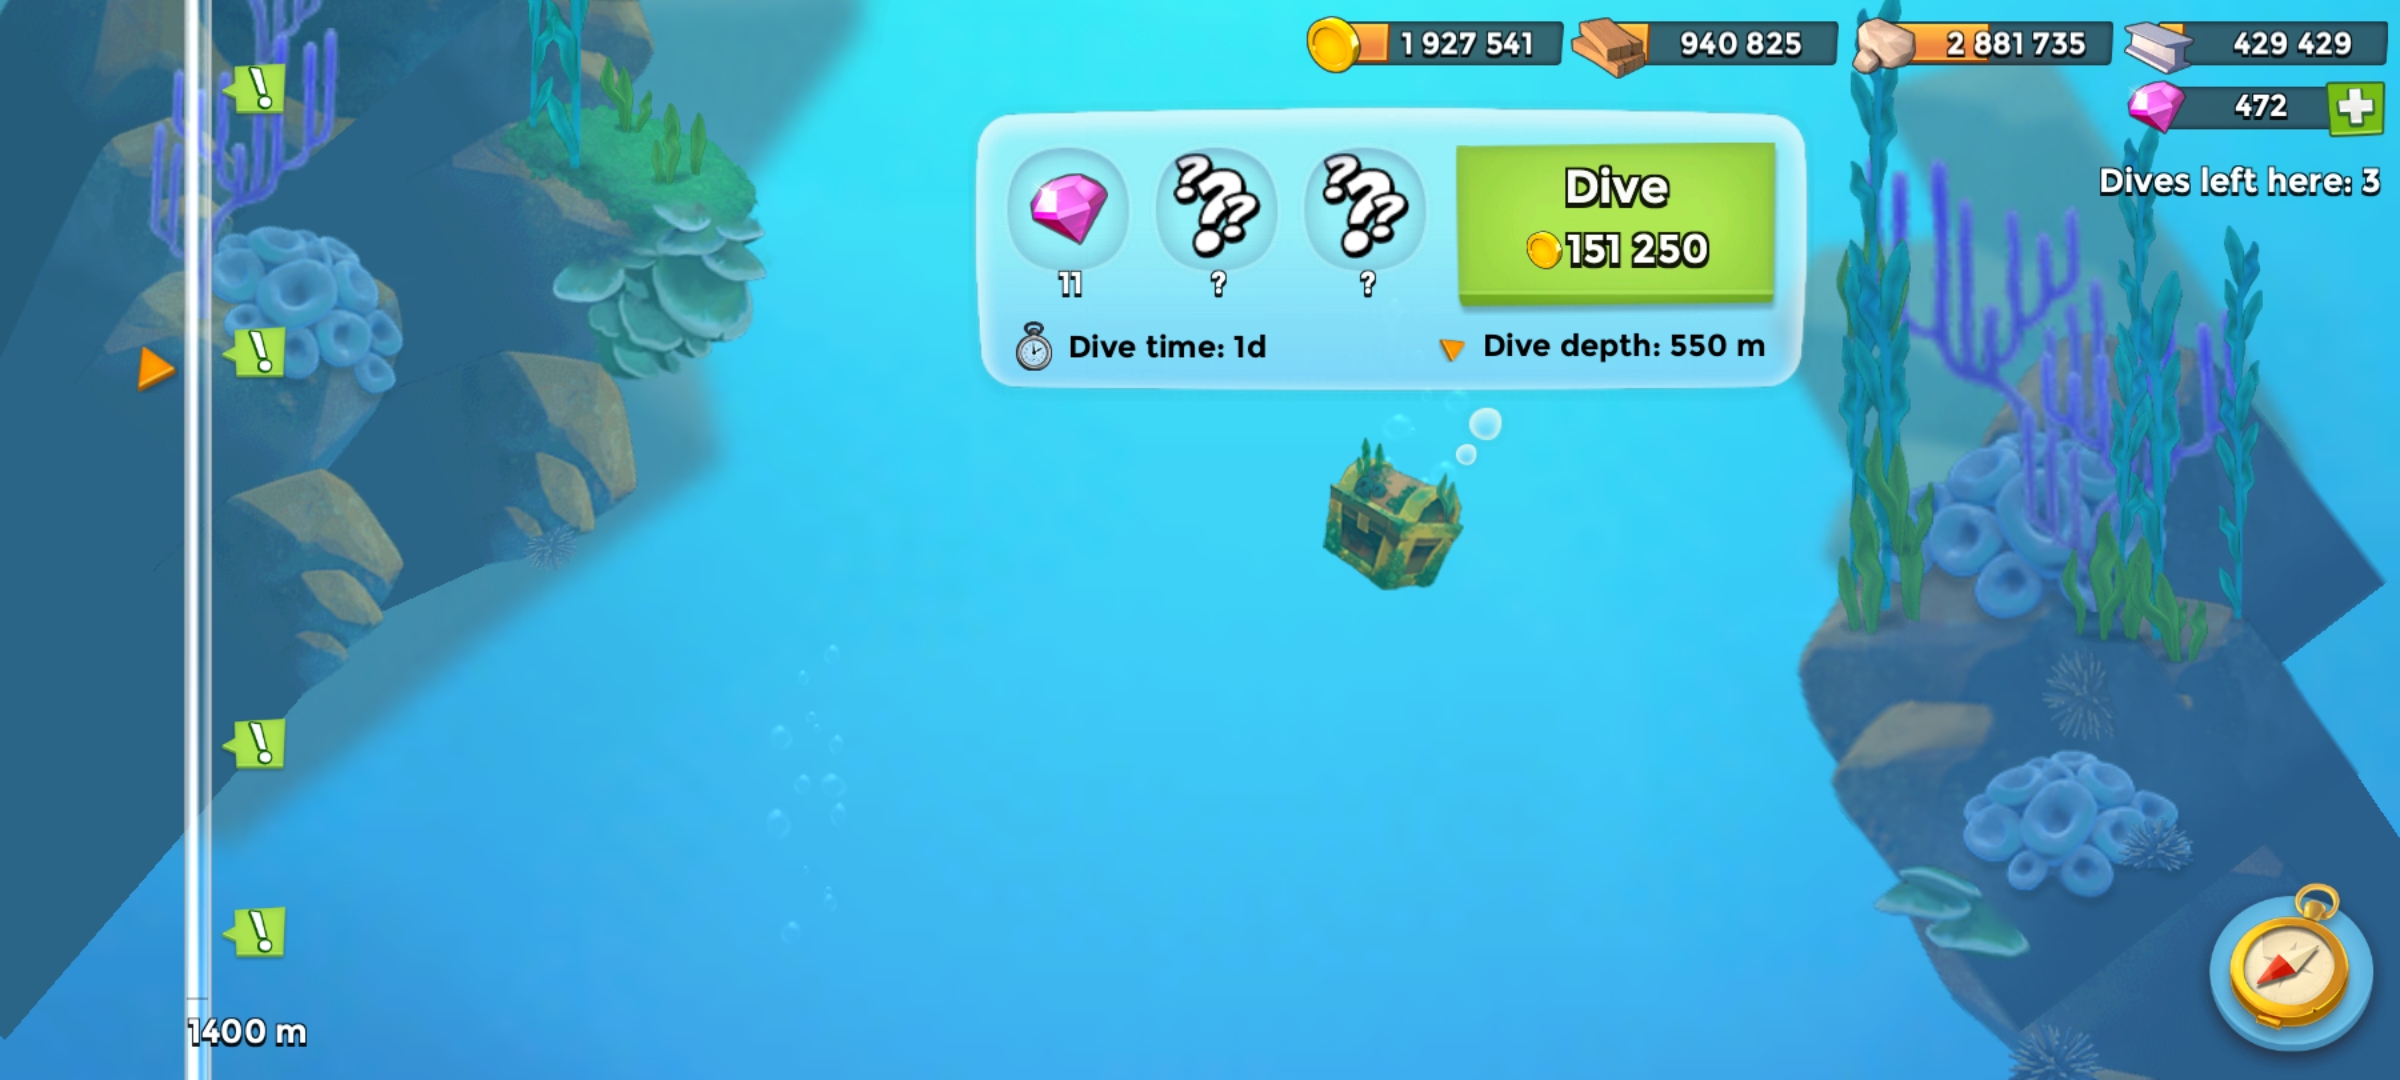 1 927 541
940 825
2 881 735
429 429
472
Dives left here: 3
Dive
151 250
11
?
?
Dive time: 1d
Dive depth: 550 m
!
!
!
!
1400 m